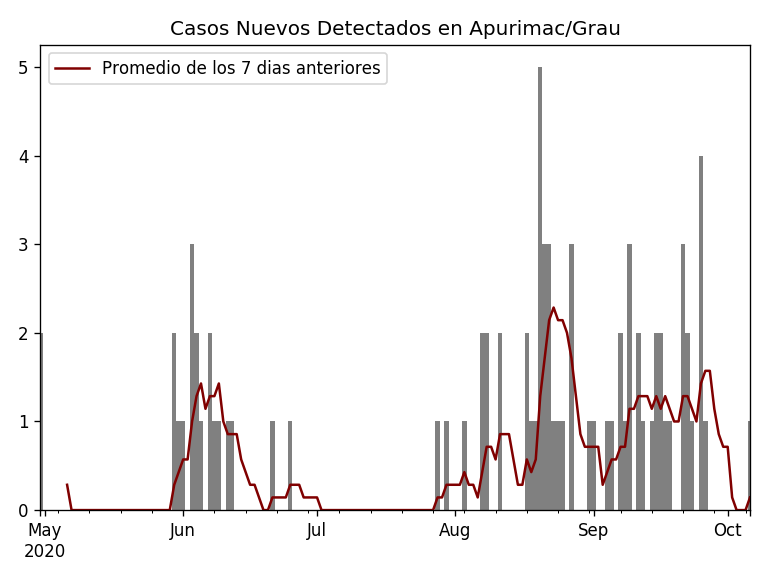 Casos Nuevos Detectados en Apurimac/Grau
Promedio de los 7 dias anteriores
5
4
3
2
1
0
May Jun Jul Aug Sep Oct
2020